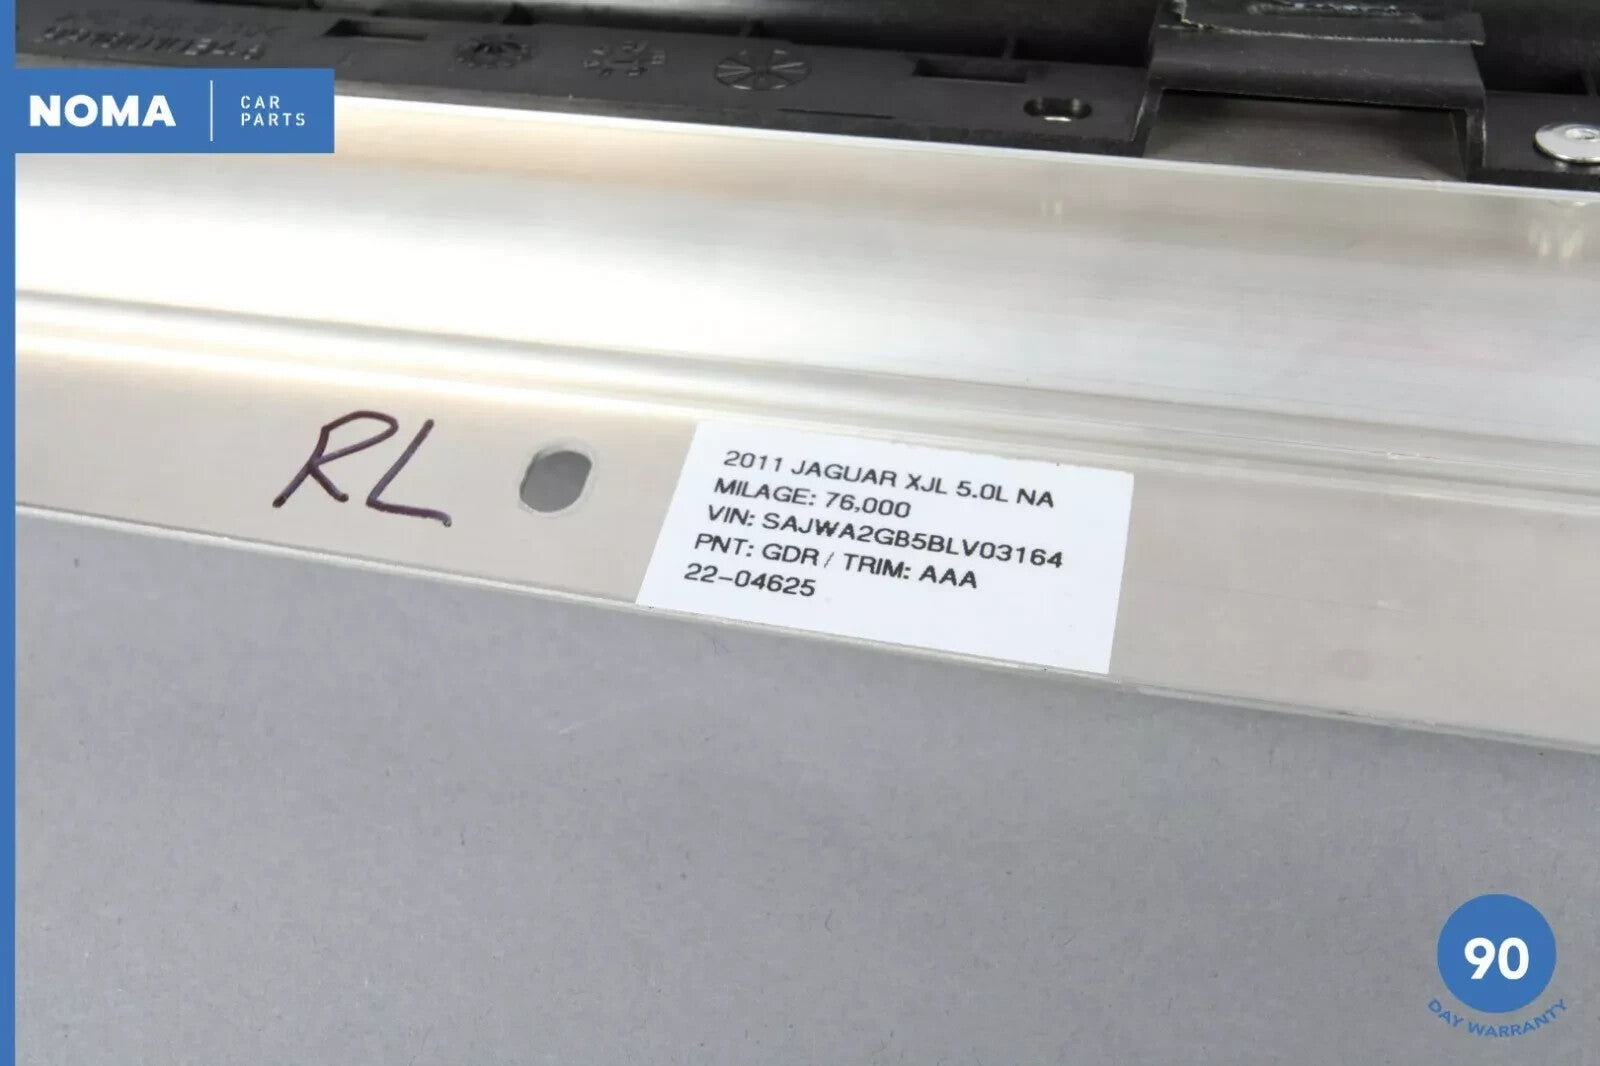 NOMA
CAR
PARTS
RL
2011 JAGUAR XJL 5.0L NA
MILAGE: 76,000
VIN: SAJWA2GB5BLV03164
PNT: GDR / TRIM: AAA
22-04625
90
DAY WARRANTY